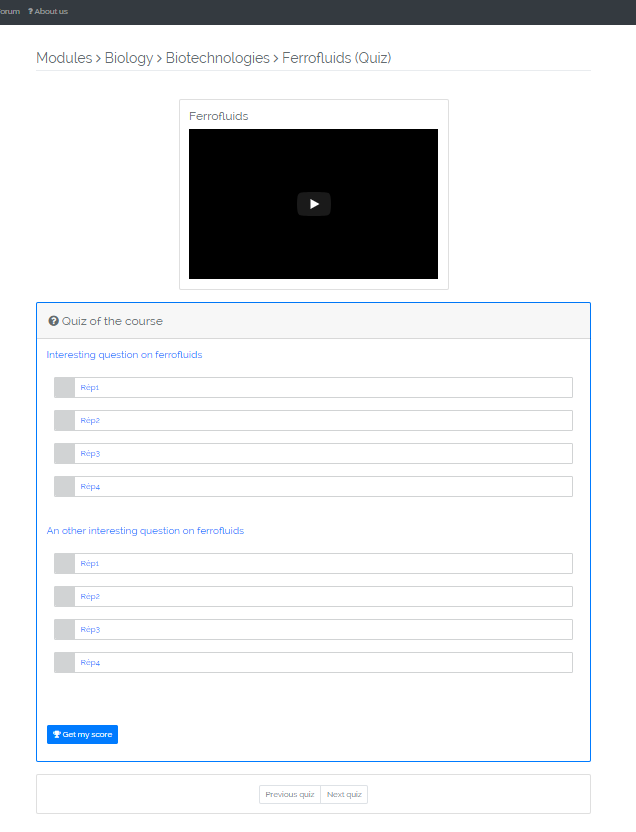 ? About us
Modules > Biology > Biotechnologies > Ferrofluids (Quiz)
Ferrofluids
Quiz of the course
Interesting question on ferrofluids
Rép1
Rép2
Rép3
Rép4
An other interesting question on ferrofluids
Rép1
Rép2
Rép3
Rép4
Get my score
Previous quiz Next quiz